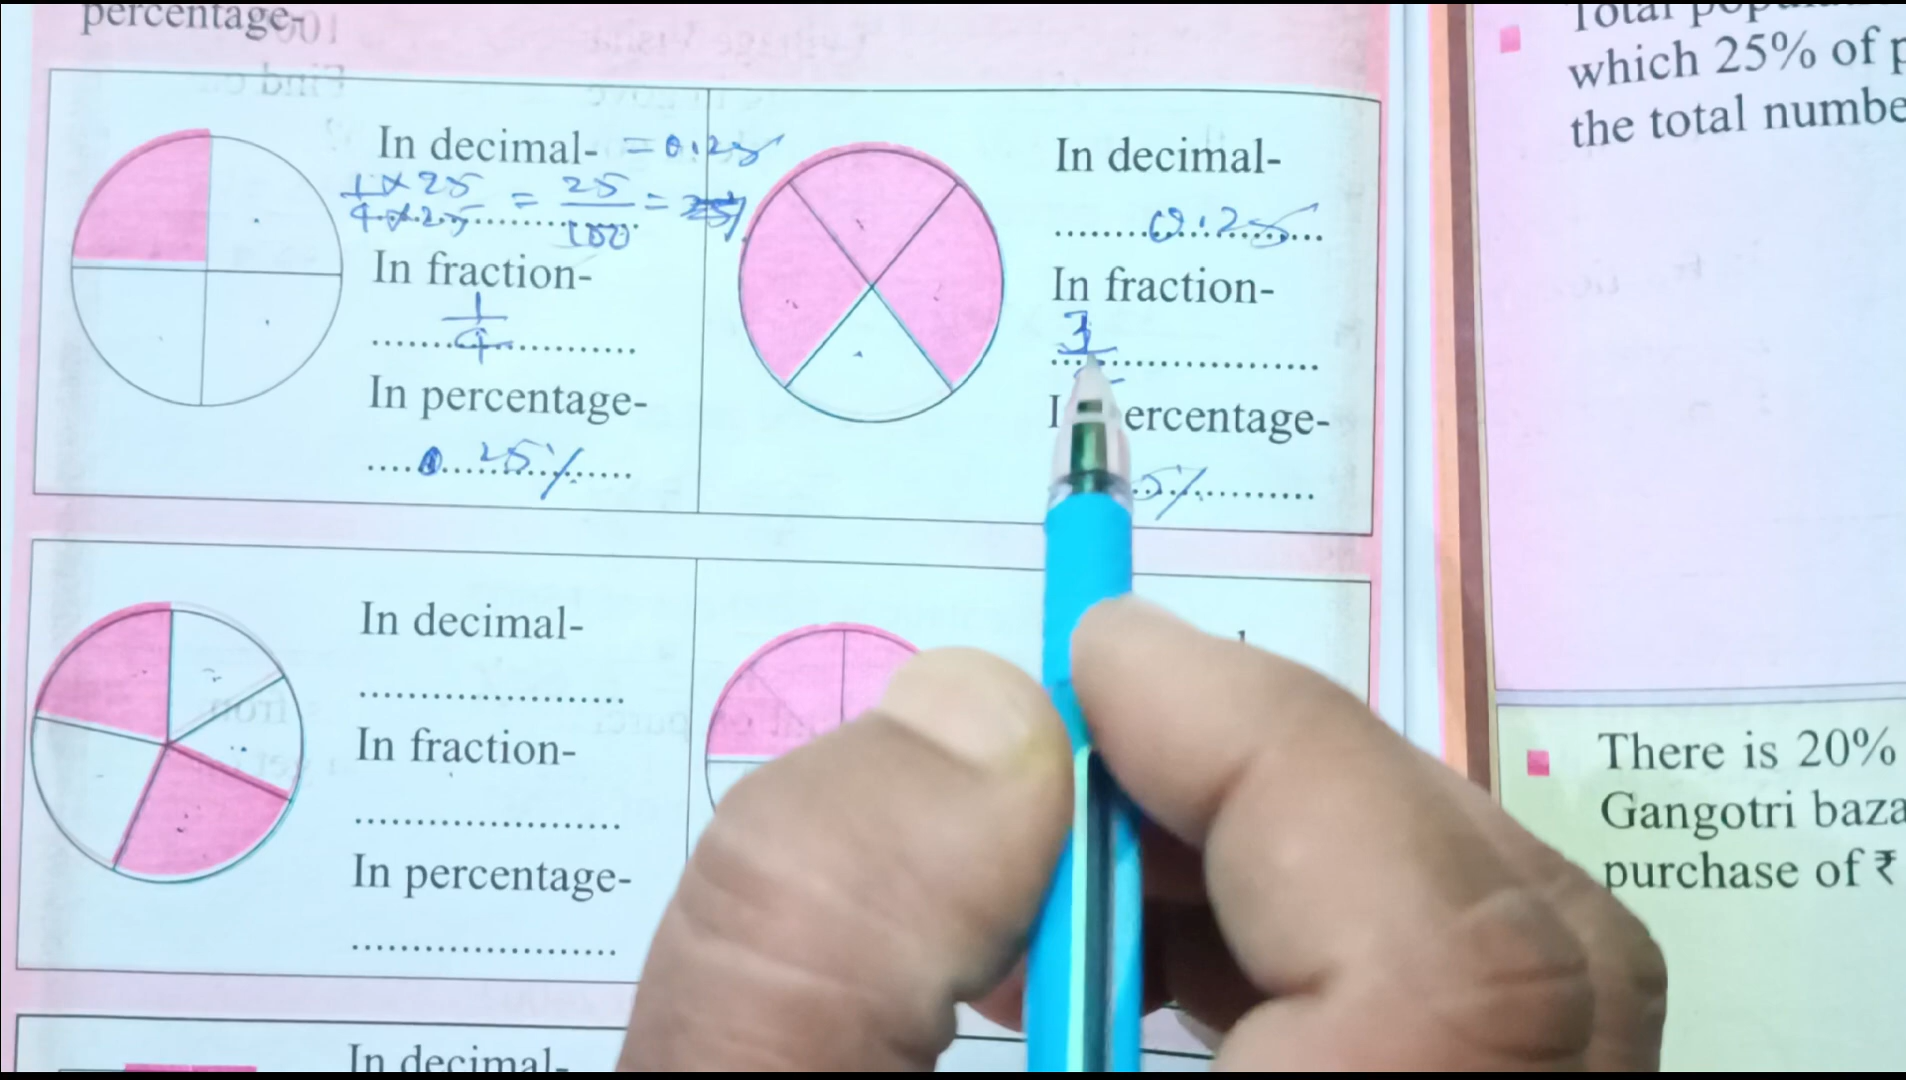 percentage-
In decimal- = 0.25
1 × 25 / 4 × 25 = 25 / 100 = 25%
In fraction-
1 / 4
In percentage-
25%
In decimal-
0.25
In fraction-
3
ercentage-
5%
In decimal-
In fraction-
In percentage-
In decimal-
Total
which 25% of
the total numbe
There is 20%
Gangotri baza
purchase of ₹